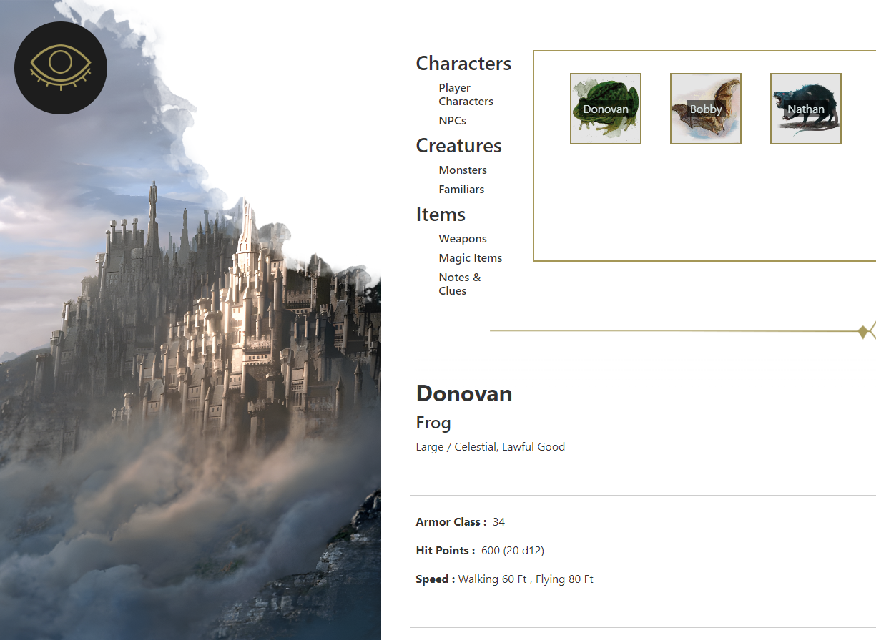 Characters
Player
Characters
NPCs
Creatures
Monsters
Familiars
Items
Weapons
Magic Items
Notes &
Clues
Donovan
Bobby
Nathan
Donovan
Frog
Large / Celestial, Lawful Good
Armor Class : 34
Hit Points : 600 (20 d12)
Speed : Walking 60 Ft , Flying 80 Ft